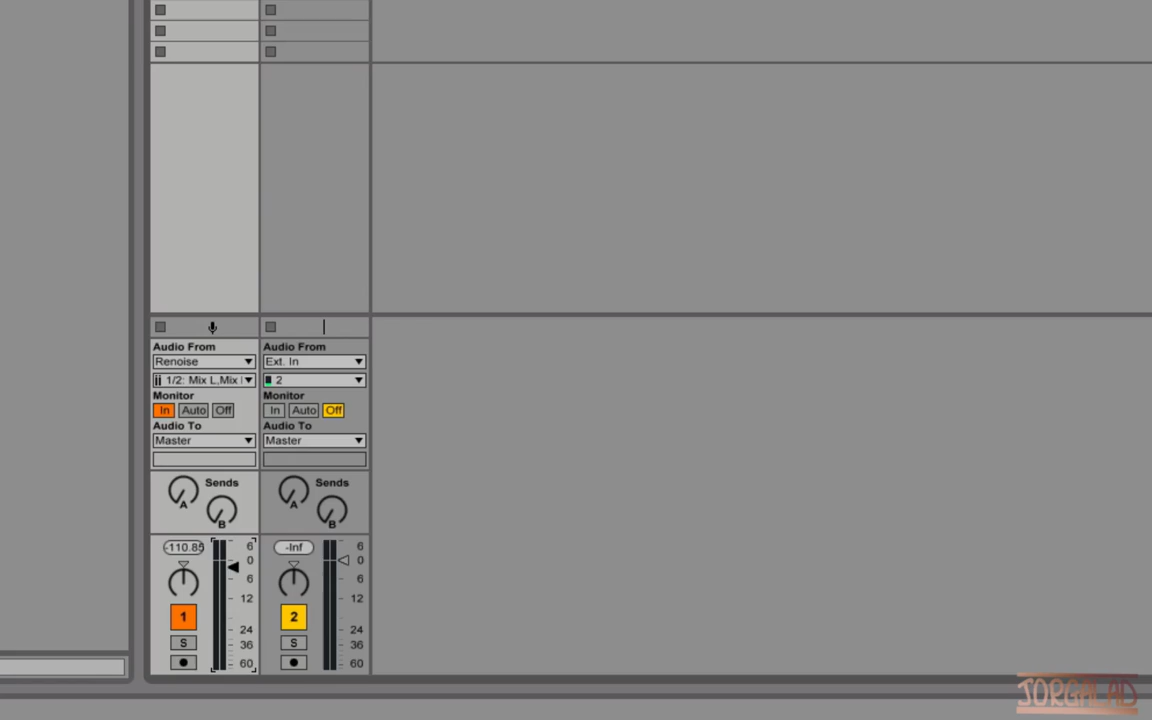 Audio From Audio From
Renoise Ext. In
1/2: Mix L,Mix 2
Monitor Monitor
In Auto Off In Auto Off
Audio To Audio To
Master Master
Sends Sends
A B A B
-110.85 6 -Inf 6
0 0
6 6
12 12
1 2
24 24
S 36 S 36
60 60
JORGALAD